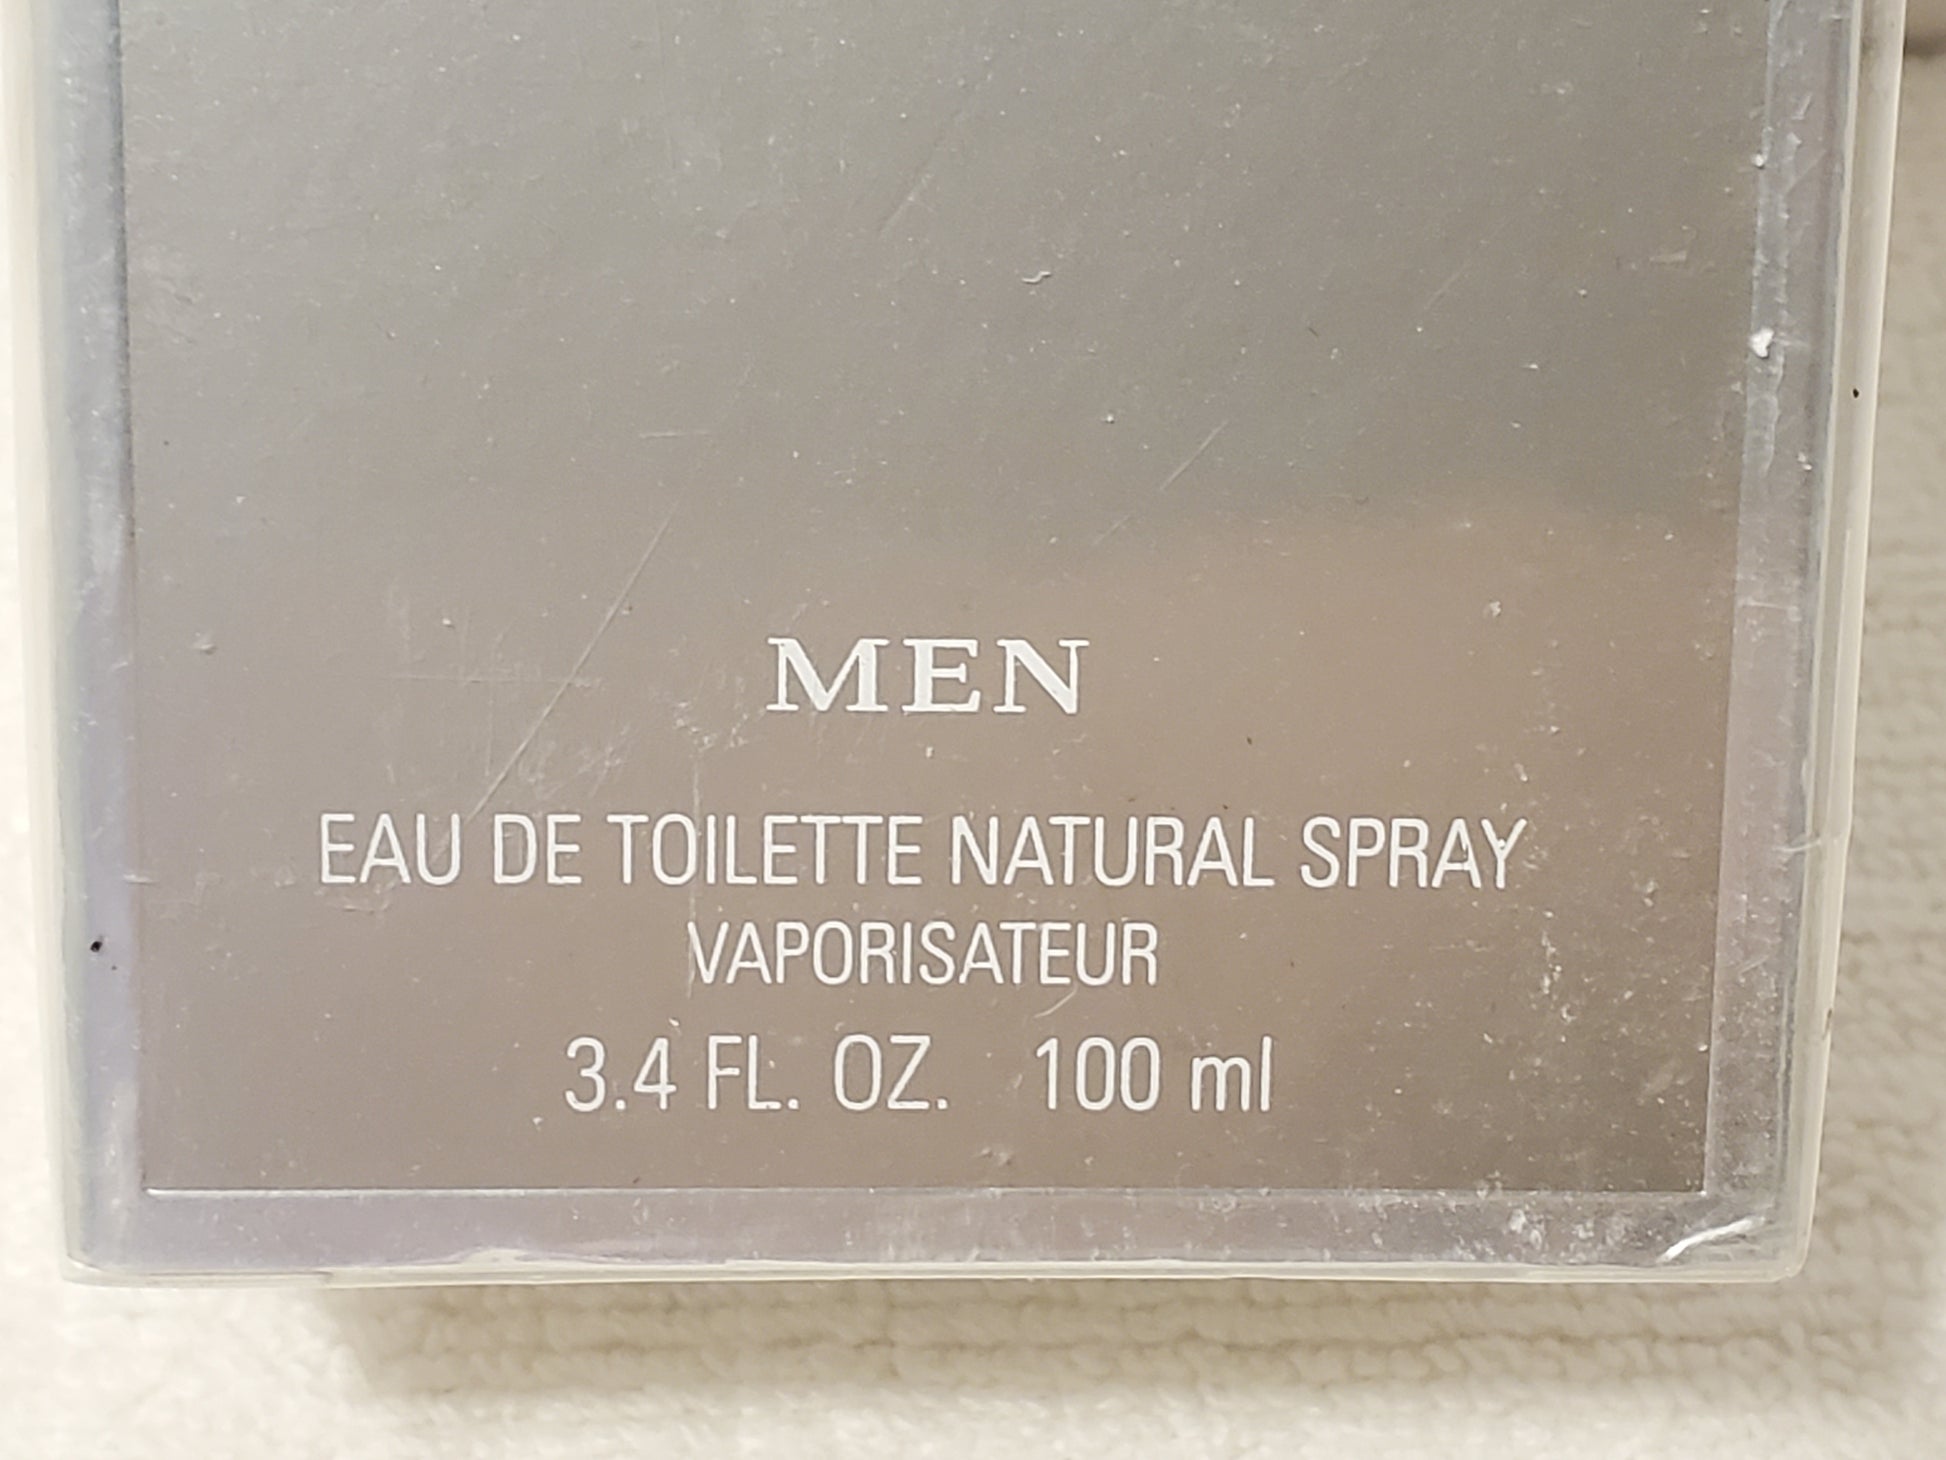 MEN
EAU DE TOILETTE NATURAL SPRAY
VAPORISATEUR
3.4 FL. OZ. 100 ml